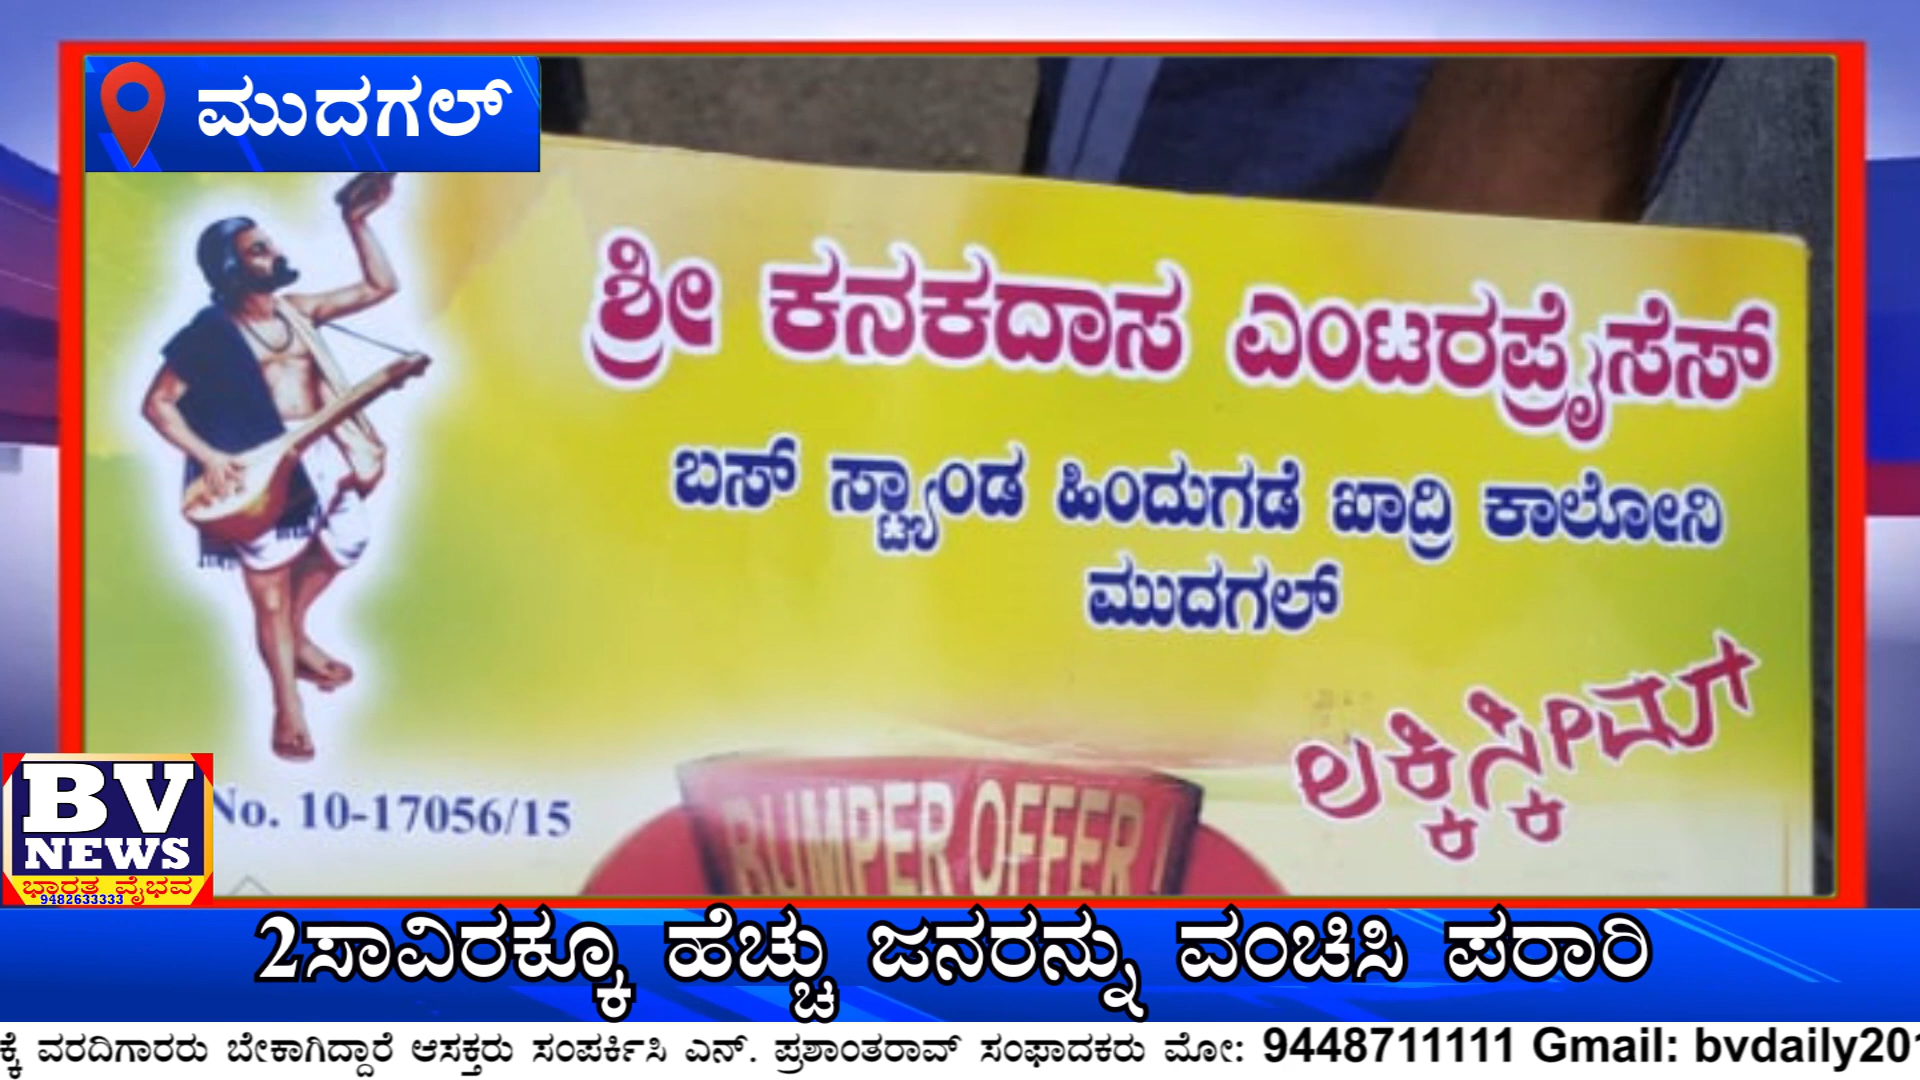 ಮುದಗಲ್
ಶ್ರೀ ಕನಕದಾಸ ಎಂಟರಪ್ರೈಸೆಸ್
ಬಸ್ ಸ್ಟ್ಯಾಂಡ ಹಿಂದುಗಡೆ ಖಾದ್ರಿ ಕಾಲೋನಿ
ಮುದಗಲ್
ಲಕ್ಕಿಸ್ಕೀಮ್
No. 10-17056/15
BUMPER OFFER !
BV
NEWS
ಭಾರತ ವೈಭವ
9482633333
2ಸಾವಿರಕ್ಕೂ ಹೆಚ್ಚು ಜನರನ್ನು ವಂಚಿಸಿ ಪರಾರಿ
ಕ್ಕೆ ವರದಿಗಾರರು ಬೇಕಾಗಿದ್ದಾರೆ ಆಸಕ್ತರು ಸಂಪರ್ಕಿಸಿ ಎನ್. ಪ್ರಶಾಂತರಾವ್ ಸಂಘಾದಕರು ಮೋ: 9448711111 Gmail: bvdaily201